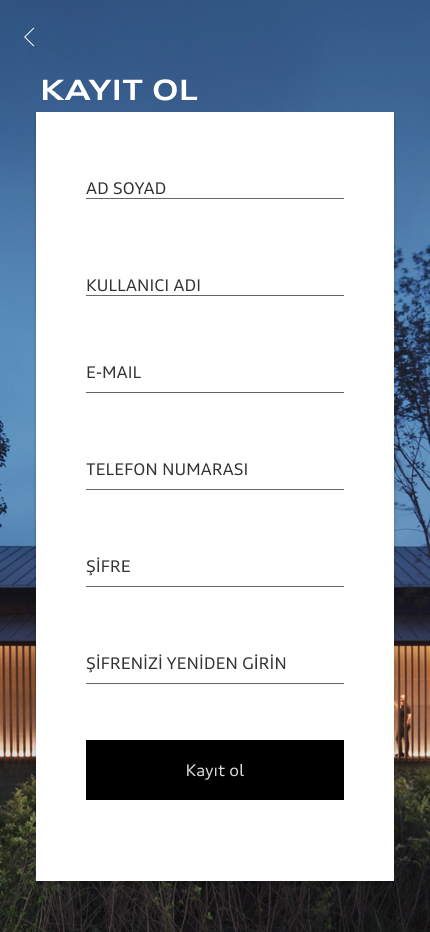 KAYIT OL
AD SOYAD
KULLANICI ADI
E-MAIL
TELEFON NUMARASI
ŞİFRE
ŞİFRENİZİ YENİDEN GİRİN
Kayıt ol